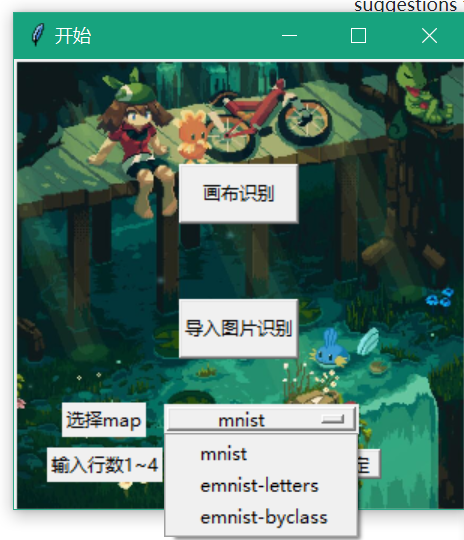 suggestions
开始
画布识别
导入图片识别
选择map
mnist
输入行数1~4
定
mnist
emnist-letters
emnist-byclass